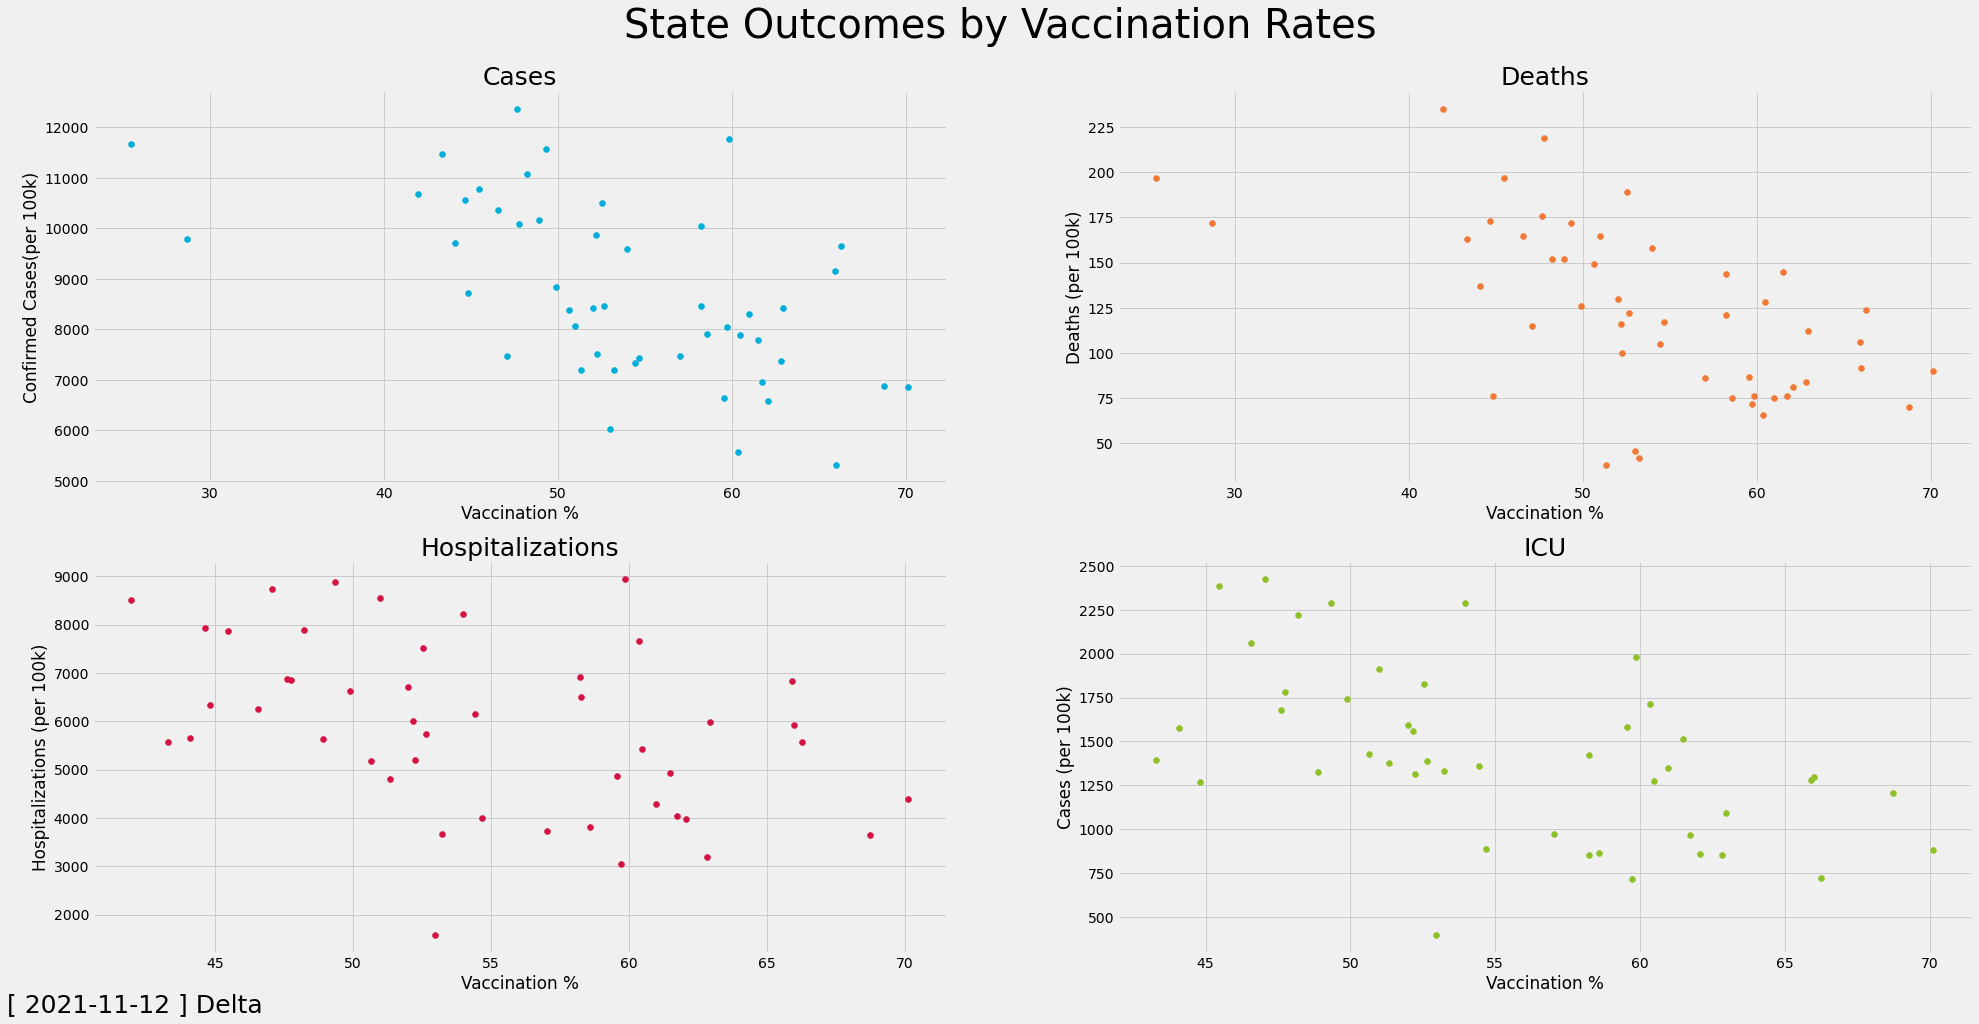 State Outcomes by Vaccination Rates
Cases
12000
11000
10000
9000
8000
7000
6000
5000
Confirmed Cases(per 100k)
30 40 50 60 70
Vaccination %
Deaths
225
200
175
150
125
100
75
50
Deaths (per 100k)
30 40 50 60 70
Vaccination %
Hospitalizations
9000
8000
7000
6000
5000
4000
3000
2000
Hospitalizations (per 100k)
45 50 55 60 65 70
Vaccination %
ICU
2500
2250
2000
1750
1500
1250
1000
750
500
Cases (per 100k)
45 50 55 60 65 70
Vaccination %
[ 2021-11-12 ] Delta